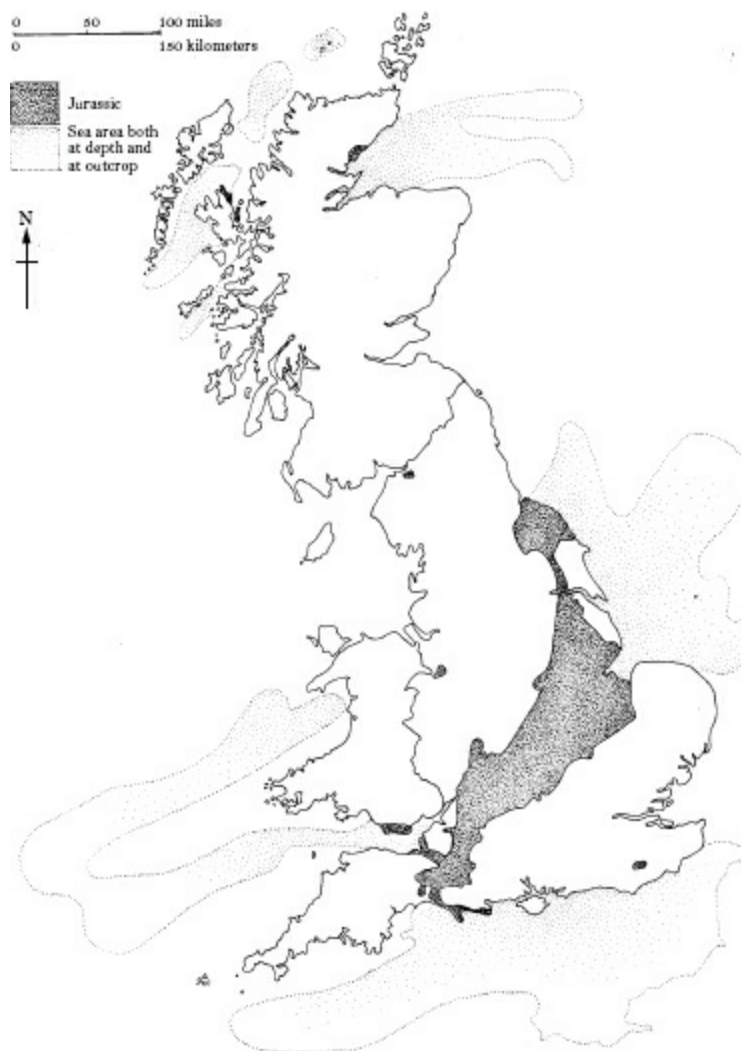 0 50 100 miles
0 150 kilometers
Jurassic
Sea area both
at depth and
at outcrop
N